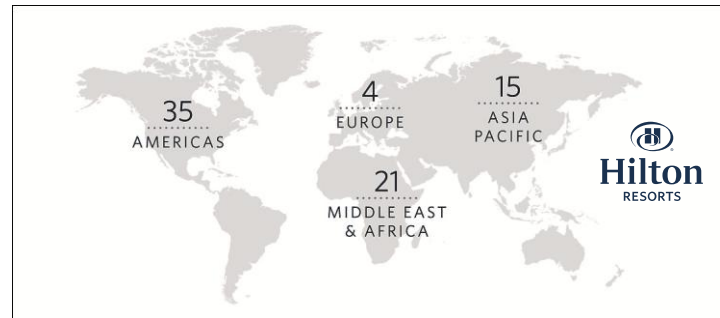 35
AMERICAS
4
EUROPE
15
ASIA
PACIFIC
21
MIDDLE EAST
& AFRICA
H
Hilton
RESORTS